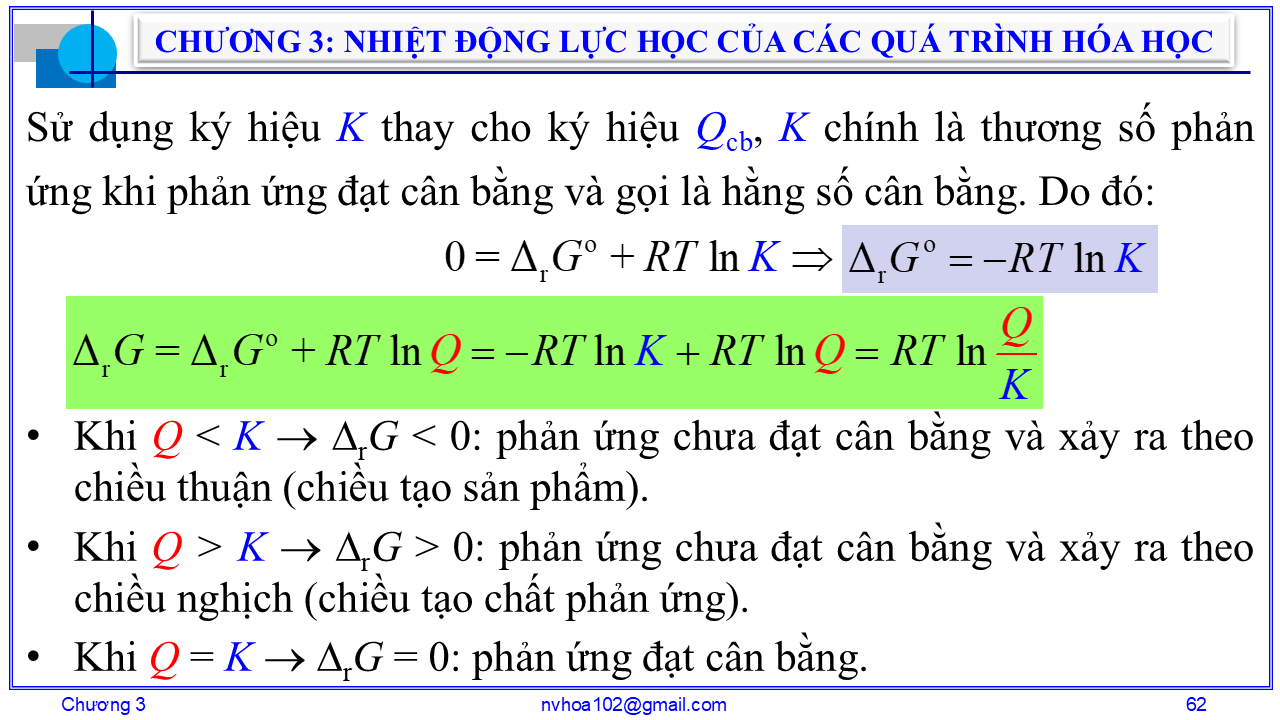 CHƯƠNG 3: NHIỆT ĐỘNG LỰC HỌC CỦA CÁC QUÁ TRÌNH HÓA HỌC
Sử dụng ký hiệu K thay cho ký hiệu Qcb, K chính là thương số phản
ứng khi phản ứng đạt cân bằng và gọi là hằng số cân bằng. Do đó:
0 = ΔrG° + RT ln K ⇒ ΔrG° = −RT ln K
ΔrG = ΔrG° + RT ln Q = −RT ln K + RT ln Q = RT ln Q/K
• Khi Q < K → ΔrG < 0: phản ứng chưa đạt cân bằng và xảy ra theo
chiều thuận (chiều tạo sản phẩm).
• Khi Q > K → ΔrG > 0: phản ứng chưa đạt cân bằng và xảy ra theo
chiều nghịch (chiều tạo chất phản ứng).
• Khi Q = K → ΔrG = 0: phản ứng đạt cân bằng.
Chương 3 nvhoa102@gmail.com 62